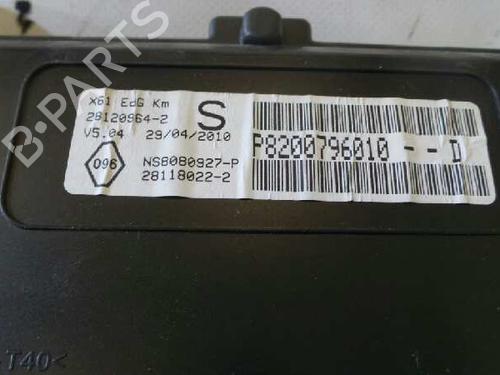 X61 EdG Km
28120964-2
V5.04 29/04/2010
S
096
NS8080927-P
28118022-2
P8200796010--D
B-PARTS
T40<